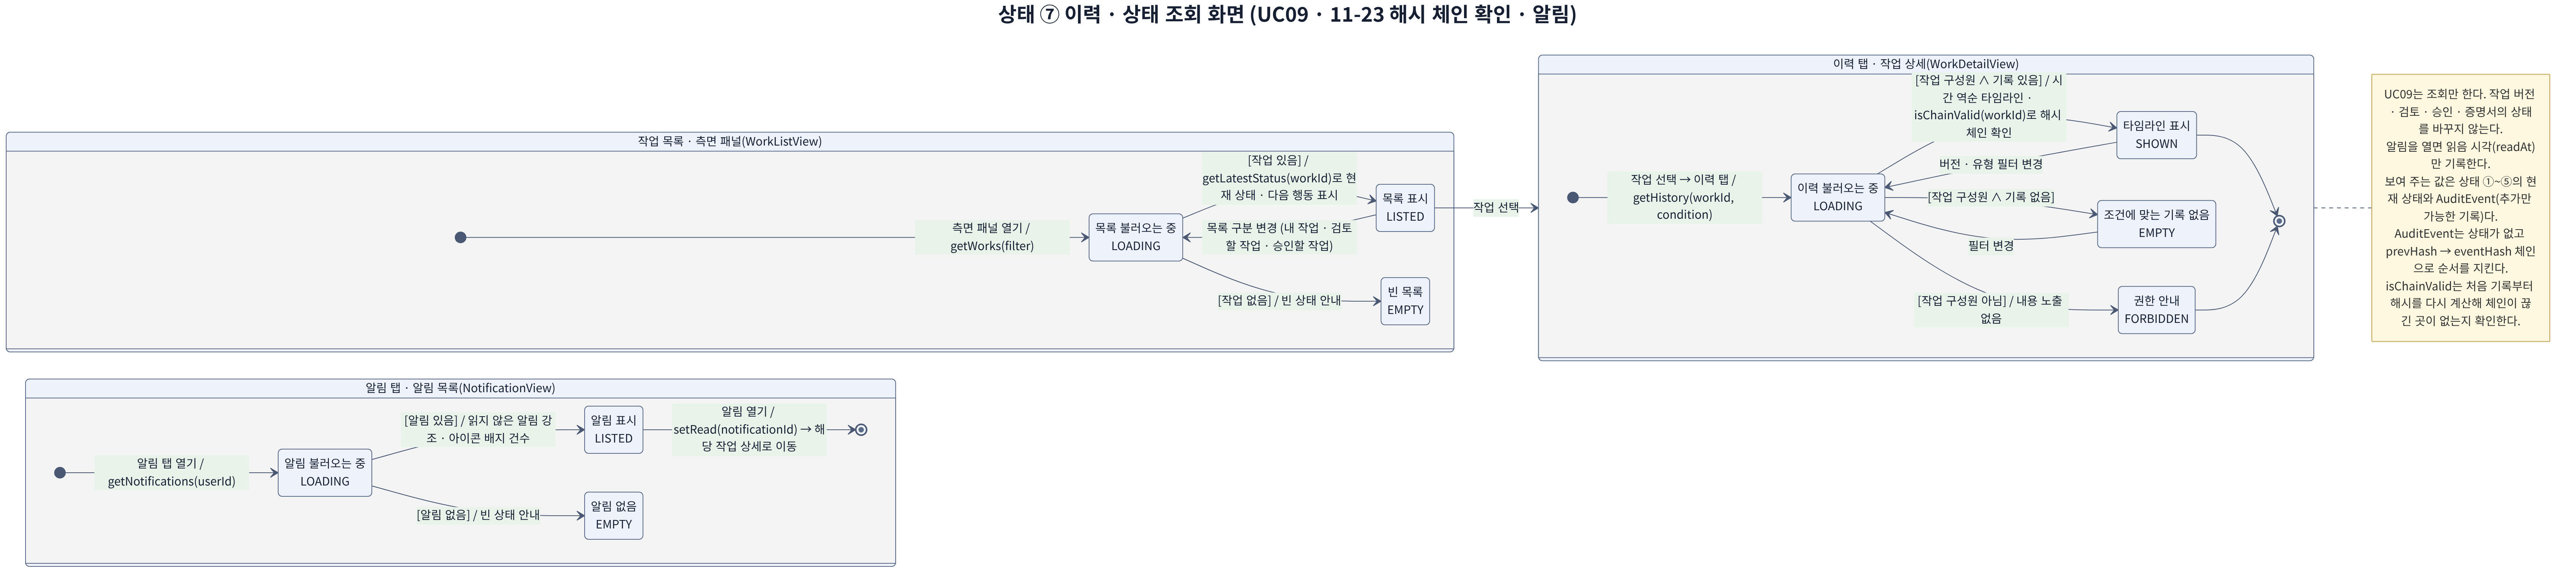 상태 ⑦ 이력 · 상태 조회 화면 (UC09 · 11-23 해시 체인 확인 · 알림)
작업 목록 · 측면 패널(WorkListView)
측면 패널 열기 /
getWorks(filter)
목록 불러오는 중
LOADING
[작업 있음] /
getLatestStatus(workId)로 현
재 상태 · 다음 행동 표시
목록 구분 변경 (내 작업 · 검토
할 작업 · 승인할 작업)
[작업 없음] / 빈 상태 안내
목록 표시
LISTED
빈 목록
EMPTY
작업 선택
이력 탭 · 작업 상세(WorkDetailView)
작업 선택 → 이력 탭 /
getHistory(workId,
condition)
이력 불러오는 중
LOADING
[작업 구성원 ∧ 기록 있음] / 시
간 역순 타임라인 ·
isChainValid(workId)로 해시
체인 확인
버전 · 유형 필터 변경
[작업 구성원 ∧ 기록 없음]
필터 변경
[작업 구성원 아님] / 내용 노출
없음
타임라인 표시
SHOWN
조건에 맞는 기록 없음
EMPTY
권한 안내
FORBIDDEN
UC09는 조회만 한다. 작업 버전
· 검토 · 승인 · 증명서의 상태
를 바꾸지 않는다.
알림을 열면 읽음 시각(readAt)
만 기록한다.
보여 주는 값은 상태 ①~⑤의 현
재 상태와 AuditEvent(추가만
가능한 기록)다.
AuditEvent는 상태가 없고
prevHash → eventHash 체인
으로 순서를 지킨다.
isChainValid는 처음 기록부터
해시를 다시 계산해 체인이 끊
긴 곳이 없는지 확인한다.
알림 탭 · 알림 목록(NotificationView)
알림 탭 열기 /
getNotifications(userId)
알림 불러오는 중
LOADING
[알림 있음] / 읽지 않은 알림 강
조 · 아이콘 배지 건수
[알림 없음] / 빈 상태 안내
알림 표시
LISTED
알림 없음
EMPTY
알림 열기 /
setRead(notificationId) → 해
당 작업 상세로 이동